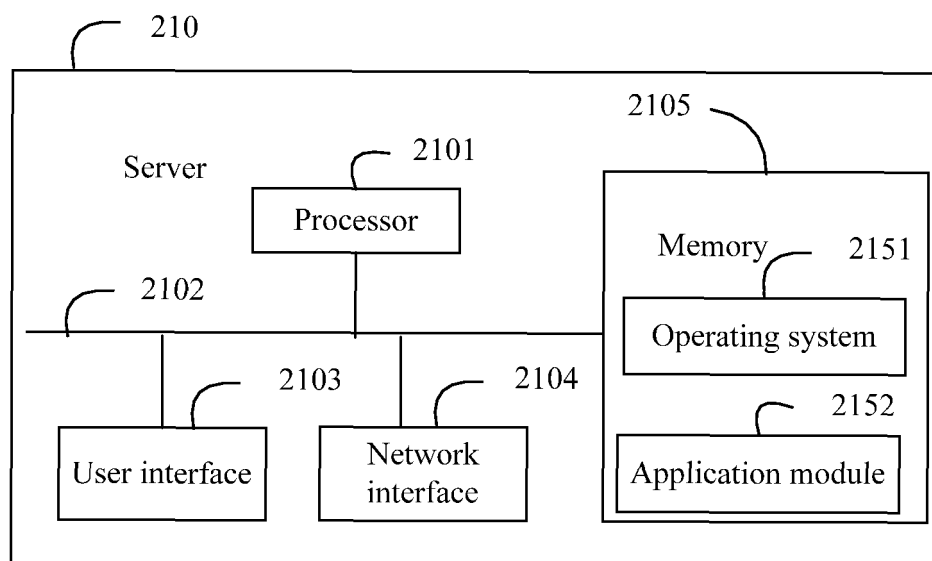 210
2105
2101
Server
Processor
Memory
2151
2102
Operating system
2103
2104
2152
User interface
Network
interface
Application module